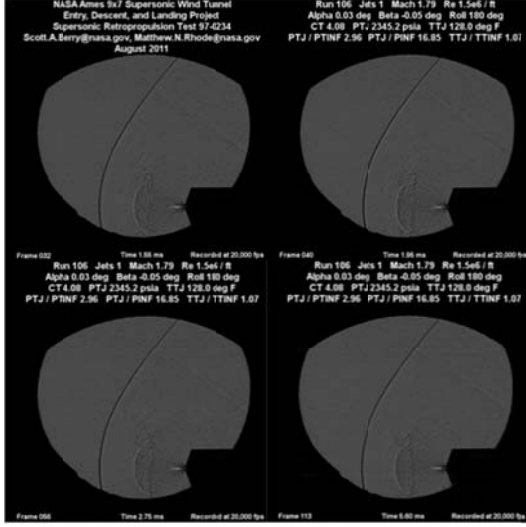 NASA Ames 9x7 Supersonic Wind Tunnel
Entry, Descent, and Landing Project
Supersonic Retropropulsion Test 97-0234
Scott.A.Berry@nasa.gov, Matthew.N.Rhode@nasa.gov
August 2011
Frame 032 Time 1.55 ms Recorded at 20,000 fps
Run 106 Jets 1 Mach 1.79 Re 1.5e6 / ft
Alpha 0.03 deg Beta -0.05 deg Roll 180 deg
CT 4.08 PTJ 2345.2 psia TTJ 128.0 deg F
PTJ / PTINF 2.96 PTJ / PINF 16.85 TTJ / TTINF 1.07
Frame 040 Time 1.95 ms Recorded at 20,000 fps
Run 106 Jets 1 Mach 1.79 Re 1.5e6 / ft
Alpha 0.03 deg Beta -0.05 deg Roll 180 deg
CT 4.08 PTJ 2345.2 psia TTJ 128.0 deg F
PTJ / PTINF 2.96 PTJ / PINF 16.85 TTJ / TTINF 1.07
Frame 056 Time 2.75 ms Recorded at 20,000 fps
Run 106 Jets 1 Mach 1.79 Re 1.5e6 / ft
Alpha 0.03 deg Beta -0.05 deg Roll 180 deg
CT 4.08 PTJ 2345.2 psia TTJ 128.0 deg F
PTJ / PTINF 2.96 PTJ / PINF 16.85 TTJ / TTINF 1.07
Frame 113 Time 5.60 ms Recorded at 20,000 fps